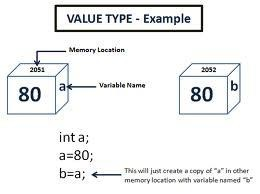 VALUE TYPE - Example
Memory Location
2051
2052
80
a
Variable Name
80
b
int a;
a=80;
b=a;
This will just create a copy of "a" in other
memory location with variable named "b"